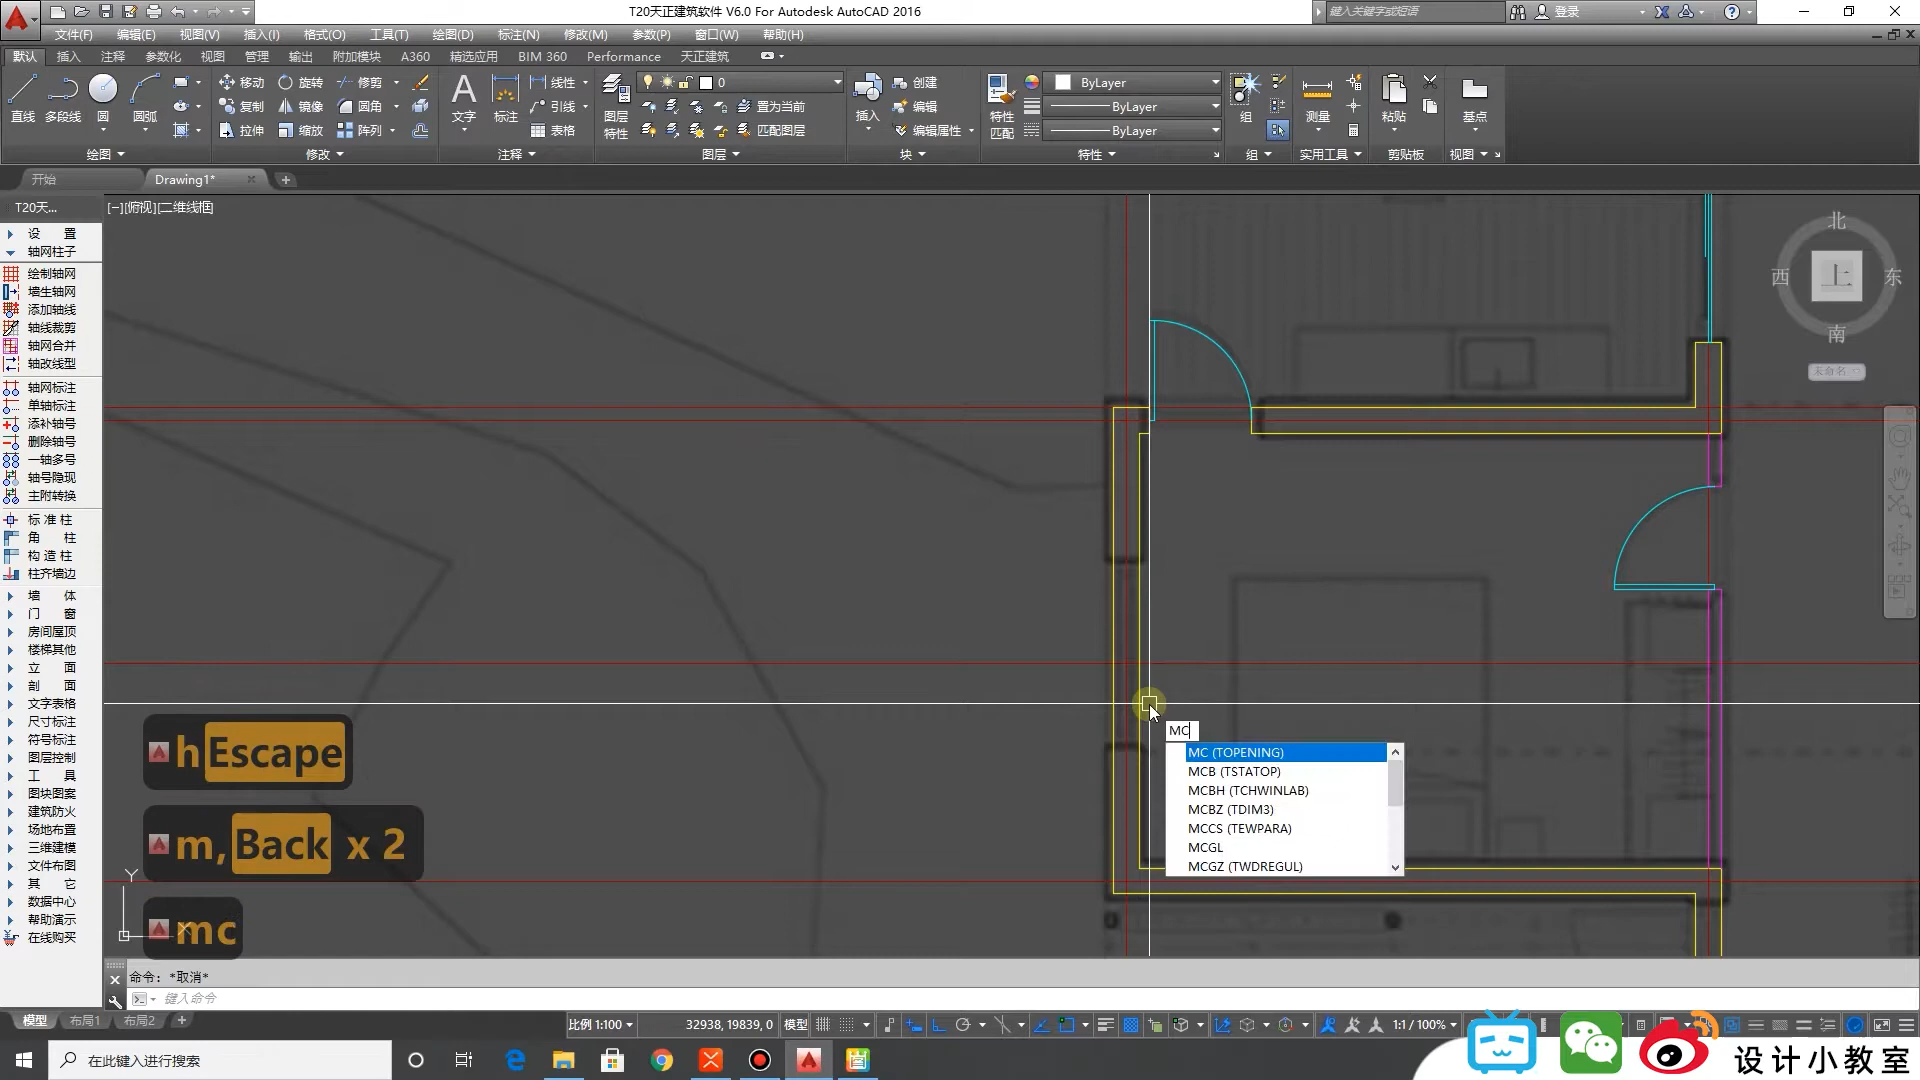 T20天正建筑软件 V6.0 For Autodesk AutoCAD 2016
键入关键字或短语
登录
文件(F) 编辑(E) 视图(V) 插入(I) 格式(O) 工具(T) 绘图(D) 标注(N) 修改(M) 参数(P) 窗口(W) 帮助(H)
默认 插入 注释 参数化 视图 管理 输出 附加模块 A360 精选应用 BIM 360 Performance 天正建筑
直线 多段线 圆 圆弧
移动 旋转 修剪
复制 镜像 圆角
拉伸 缩放 阵列
文字 标注
线性
引线
表格
图层特性
0
置为当前
匹配图层
插入
创建
编辑
编辑属性
特性匹配
ByLayer
ByLayer
ByLayer
组
测量
粘贴
基点
绘图 修改 注释 图层 块 特性 组 实用工具 剪贴板 视图
开始 Drawing1*
T20天...
[−][俯视][二维线框]
设 置
轴网柱子
绘制轴网
墙生轴网
添加轴线
轴线裁剪
轴网合并
轴改线型
轴网标注
单轴标注
添补轴号
删除轴号
一轴多号
轴号隐现
主附转换
标 准 柱
角 柱
构 造 柱
柱齐墙边
墙 体
门 窗
房间屋顶
楼梯其他
立 面
剖 面
文字表格
尺寸标注
符号标注
图层控制
工 具
图块图案
建筑防火
场地布置
三维建模
文件布图
其 它
数据中心
帮助演示
在线购买
北
西 上 东
南
未命名
MC
MC (TOPENING)
MCB (TSTATOP)
MCBH (TCHWINLAB)
MCBZ (TDIM3)
MCCS (TEWPARA)
MCGL
MCGZ (TWDREGUL)
h Escape
m, Back x 2
mc
Y
X
命令: *取消*
键入命令
模型 布局1 布局2
比例 1:100 32938, 19839, 0 模型 1:1 / 100%
在此键入进行搜索
设计小教室